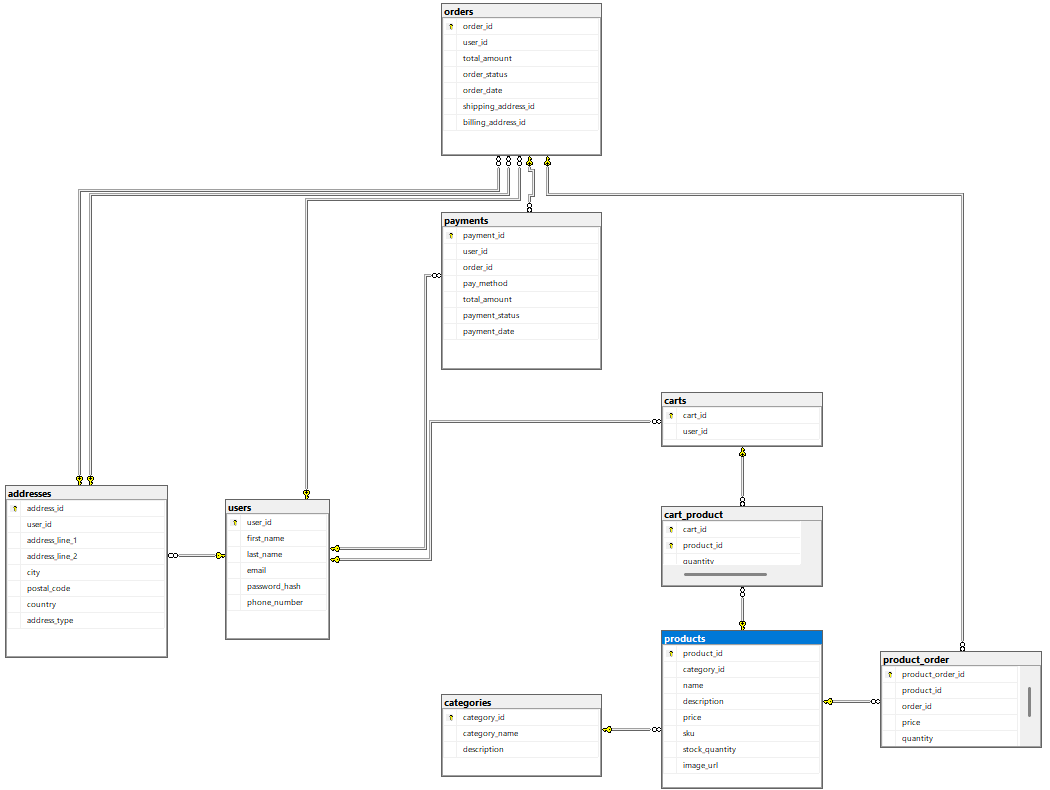 orders
order_id
user_id
total_amount
order_status
order_date
shipping_address_id
billing_address_id
payments
payment_id
user_id
order_id
pay_method
total_amount
payment_status
payment_date
carts
cart_id
user_id
addresses
address_id
user_id
address_line_1
address_line_2
city
postal_code
country
address_type
users
user_id
first_name
last_name
email
password_hash
phone_number
cart_product
cart_id
product_id
quantity
products
product_id
category_id
name
description
price
sku
stock_quantity
image_url
product_order
product_order_id
product_id
order_id
price
quantity
categories
category_id
category_name
description